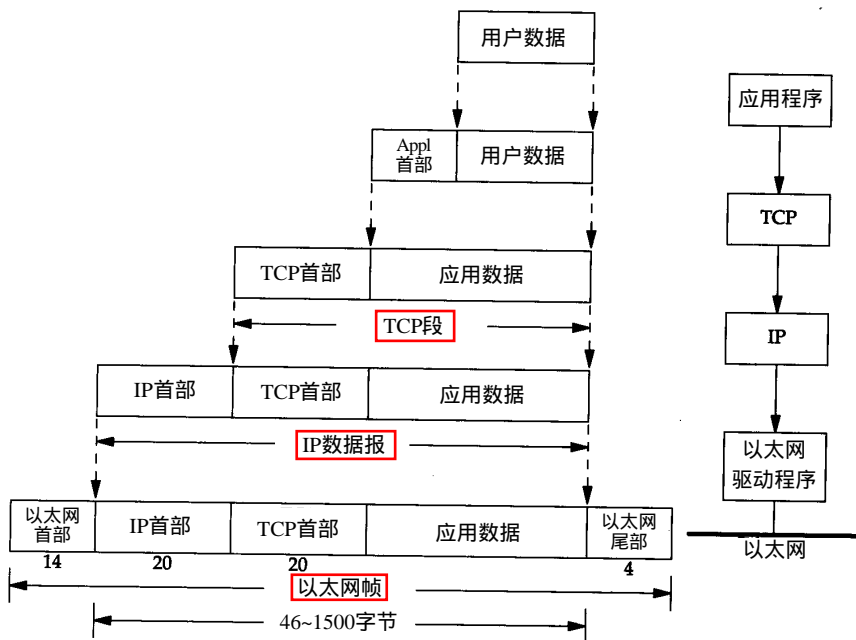 用户数据
应用程序
Appl
首部
用户数据
TCP
TCP首部
应用数据
TCP段
IP
IP首部
TCP首部
应用数据
IP数据报
以太网
驱动程序
以太网
首部
IP首部
TCP首部
应用数据
以太网
尾部
以太网
14
20
20
4
以太网帧
46~1500字节